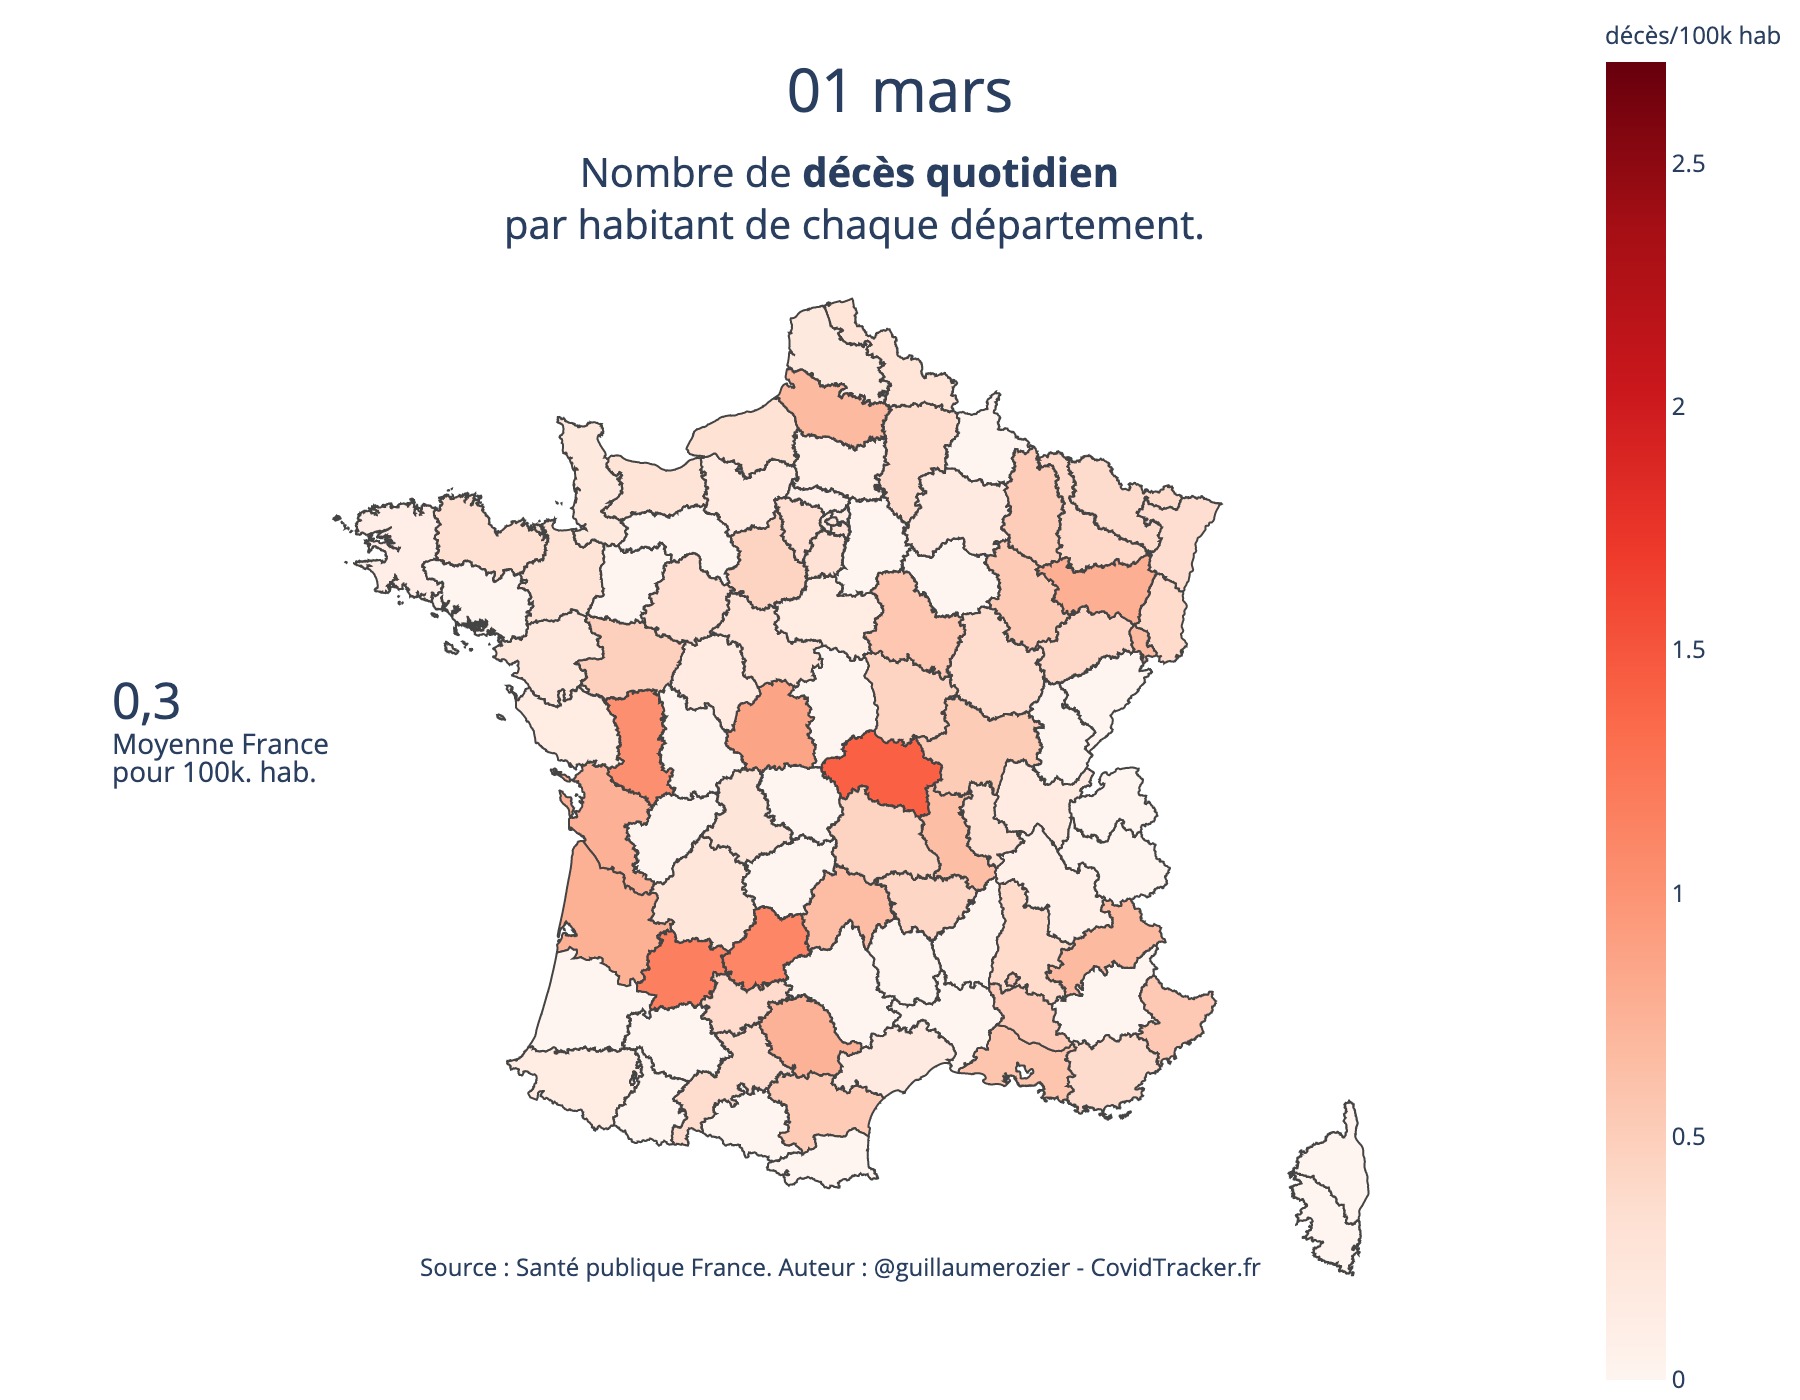 décès/100k hab
01 mars
Nombre de décès quotidien
par habitant de chaque département.
2.5
2
1.5
1
0.5
0
0,3
Moyenne France
pour 100k. hab.
Source : Santé publique France. Auteur : @guillaumerozier - CovidTracker.fr